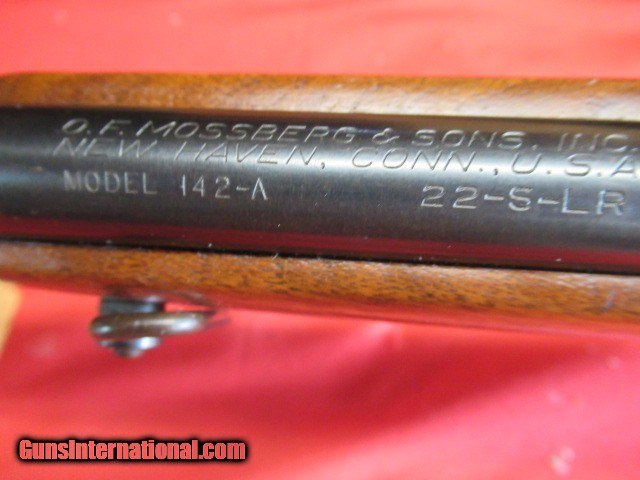 O.F. MOSSBERG & SONS, INC.
NEW HAVEN, CONN., U.S.A
MODEL 142-A 22-S-LR
GunsInternational.com